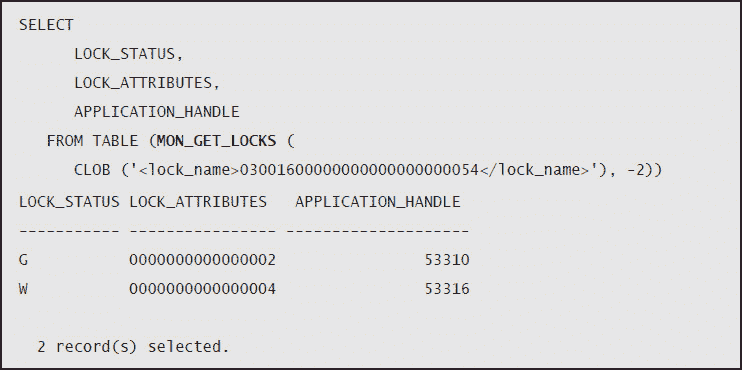 SELECT
LOCK_STATUS,
LOCK_ATTRIBUTES,
APPLICATION_HANDLE
FROM TABLE (MON_GET_LOCKS (
CLOB ('<lock_name>03001600000000000000000054</lock_name>'), -2))
LOCK_STATUS LOCK_ATTRIBUTES   APPLICATION_HANDLE
----------- ---------------- --------------------
G           0000000000000002                53310
W           0000000000000004                53316
2 record(s) selected.